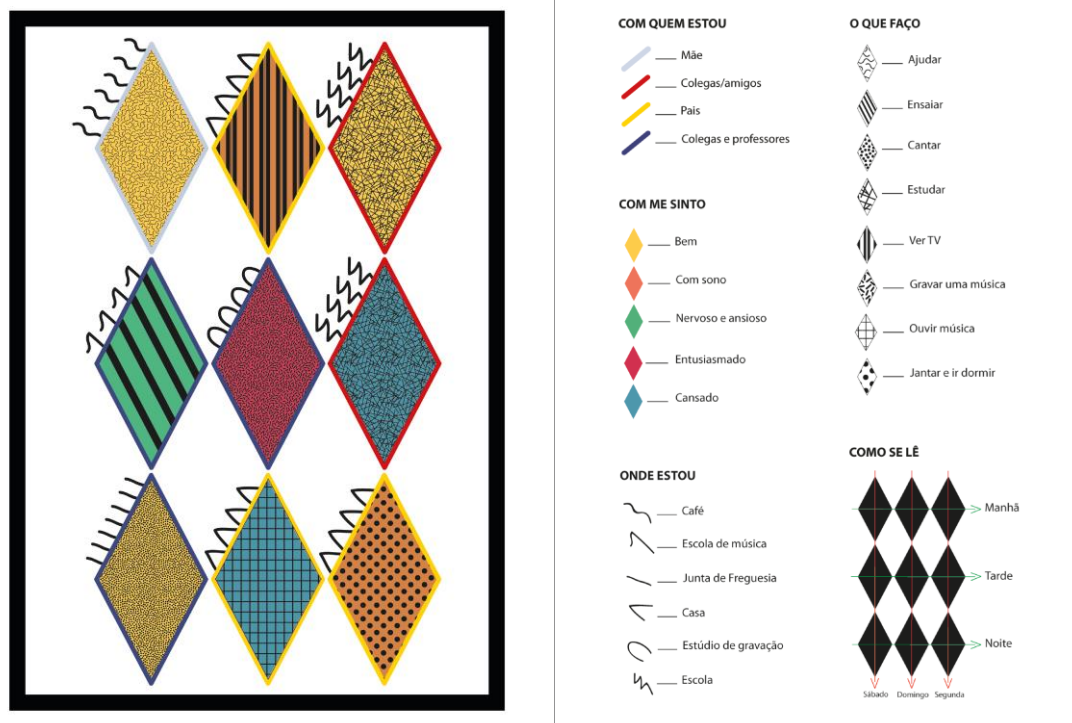 COM QUEM ESTOU
Mãe
Colegas/amigos
Pais
Colegas e professores
COM ME SINTO
Bem
Com sono
Nervoso e ansioso
Entusiasmado
Cansado
ONDE ESTOU
Café
Escola de música
Junta de Freguesia
Casa
Estúdio de gravação
Escola
O QUE FAÇO
Ajudar
Ensaiar
Cantar
Estudar
Ver TV
Gravar uma música
Ouvir música
Jantar e ir dormir
COMO SE LÊ
Manhã
Tarde
Noite
Sábado Domingo Segunda